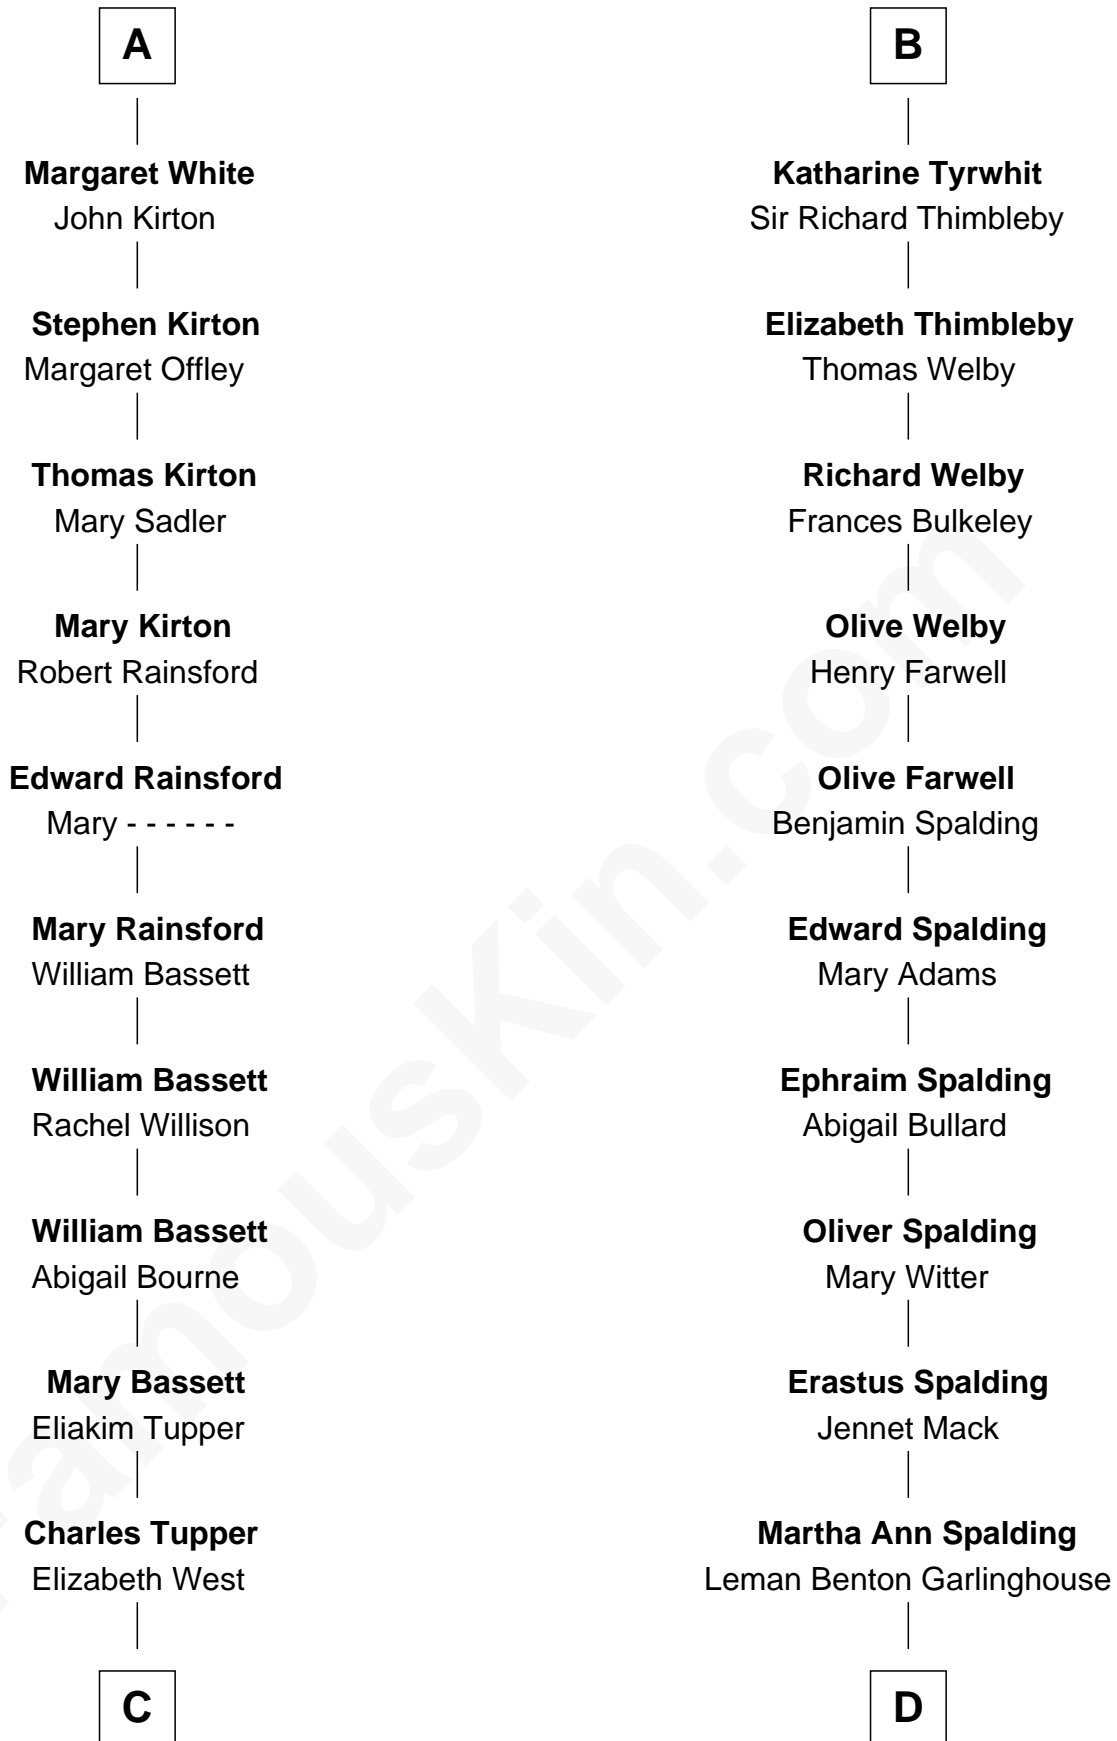 A
Margaret White
John Kirton
Stephen Kirton
Margaret Offley
Thomas Kirton
Mary Sadler
Mary Kirton
Robert Rainsford
Edward Rainsford
Mary - - - - - -
Mary Rainsford
William Bassett
William Bassett
Rachel Willison
William Bassett
Abigail Bourne
Mary Bassett
Eliakim Tupper
Charles Tupper
Elizabeth West
C
B
Katharine Tyrwhit
Sir Richard Thimbleby
Elizabeth Thimbleby
Thomas Welby
Richard Welby
Frances Bulkeley
Olive Welby
Henry Farwell
Olive Farwell
Benjamin Spalding
Edward Spalding
Mary Adams
Ephraim Spalding
Abigail Bullard
Oliver Spalding
Mary Witter
Erastus Spalding
Jennet Mack
Martha Ann Spalding
Leman Benton Garlinghouse
D
FamousKin.com